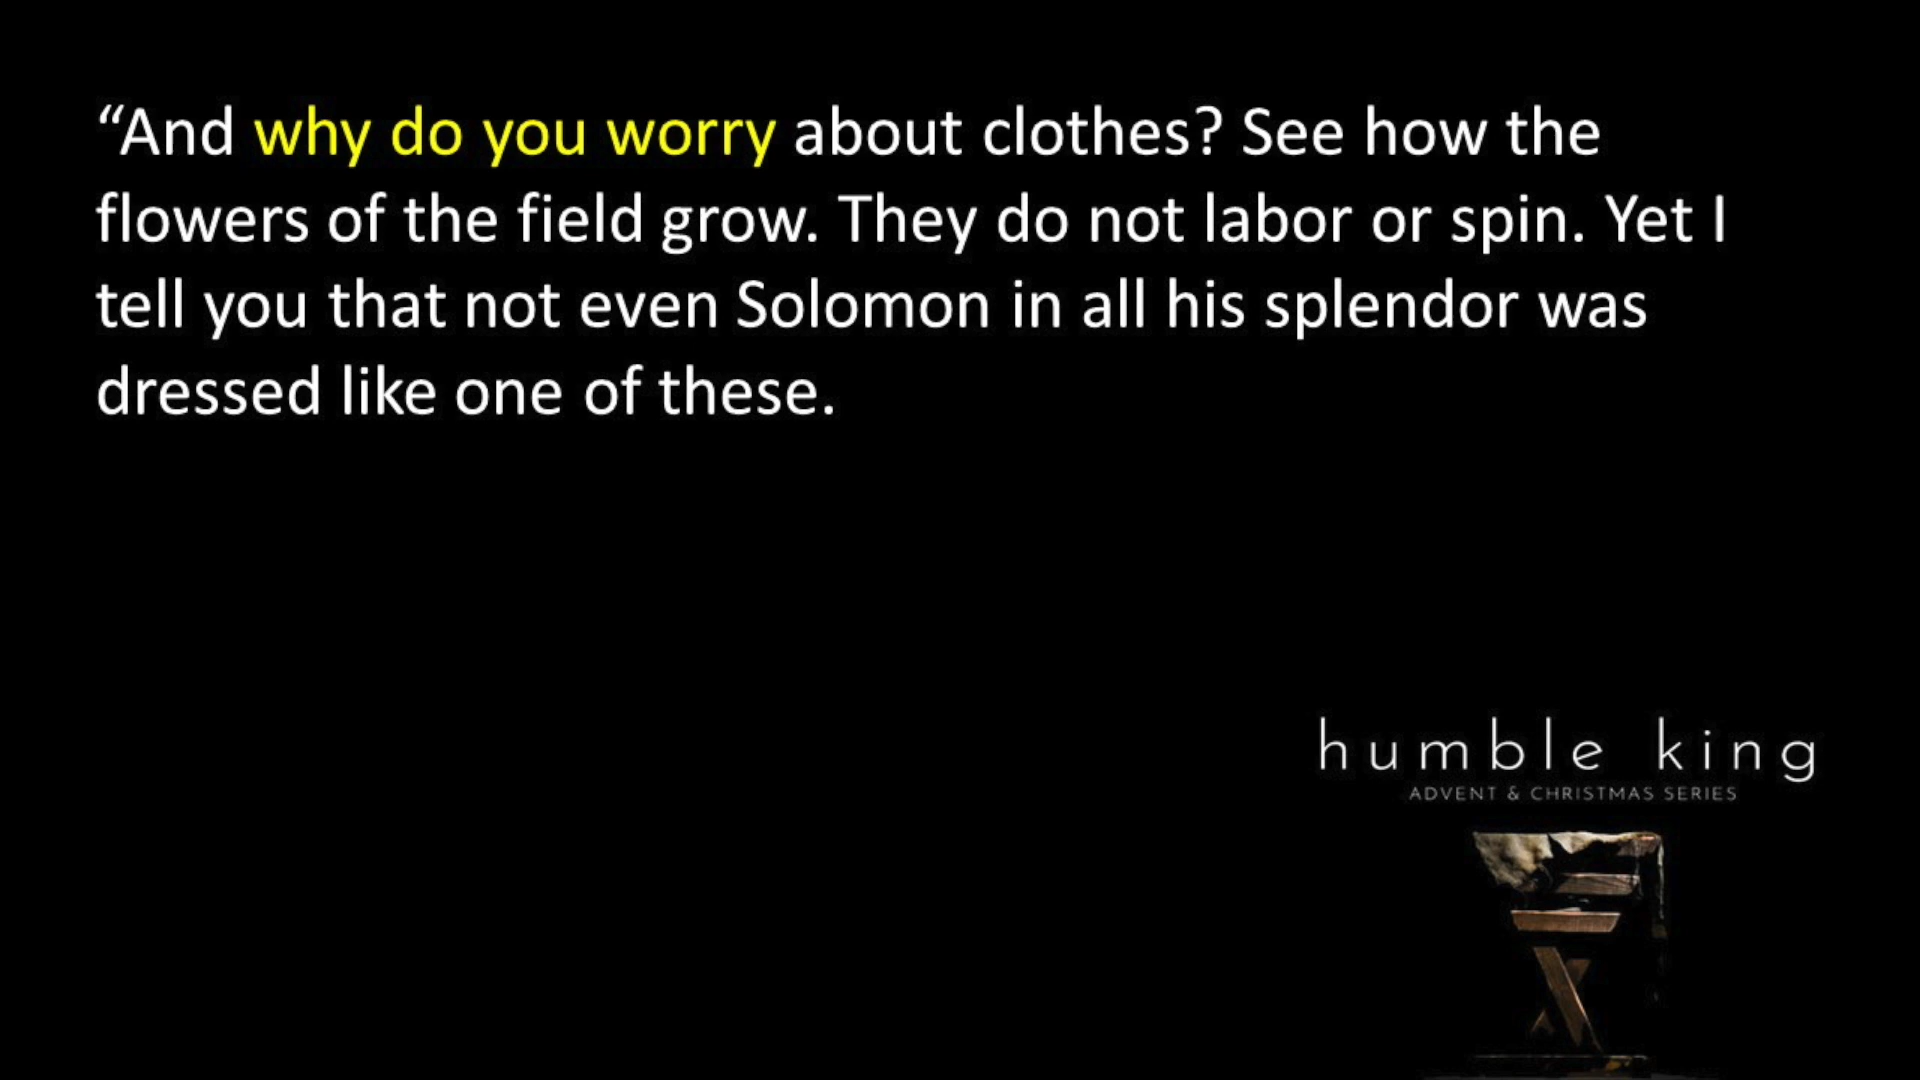 “And why do you worry about clothes? See how the
flowers of the field grow. They do not labor or spin. Yet I
tell you that not even Solomon in all his splendor was
dressed like one of these.
humble king
ADVENT & CHRISTMAS SERIES